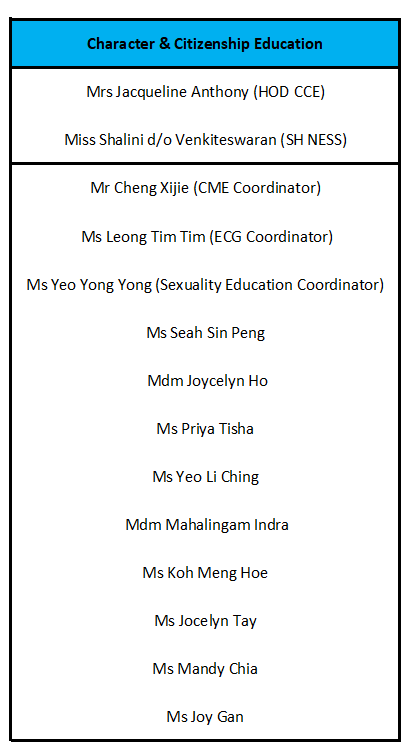 Character & Citizenship Education
Mrs Jacqueline Anthony (HOD CCE)
Miss Shalini d/o Venkiteswaran (SH NESS)
Mr Cheng Xijie (CME Coordinator)
Ms Leong Tim Tim (ECG Coordinator)
Ms Yeo Yong Yong (Sexuality Education Coordinator)
Ms Seah Sin Peng
Mdm Joycelyn Ho
Ms Priya Tisha
Ms Yeo Li Ching
Mdm Mahalingam Indra
Ms Koh Meng Hoe
Ms Jocelyn Tay
Ms Mandy Chia
Ms Joy Gan